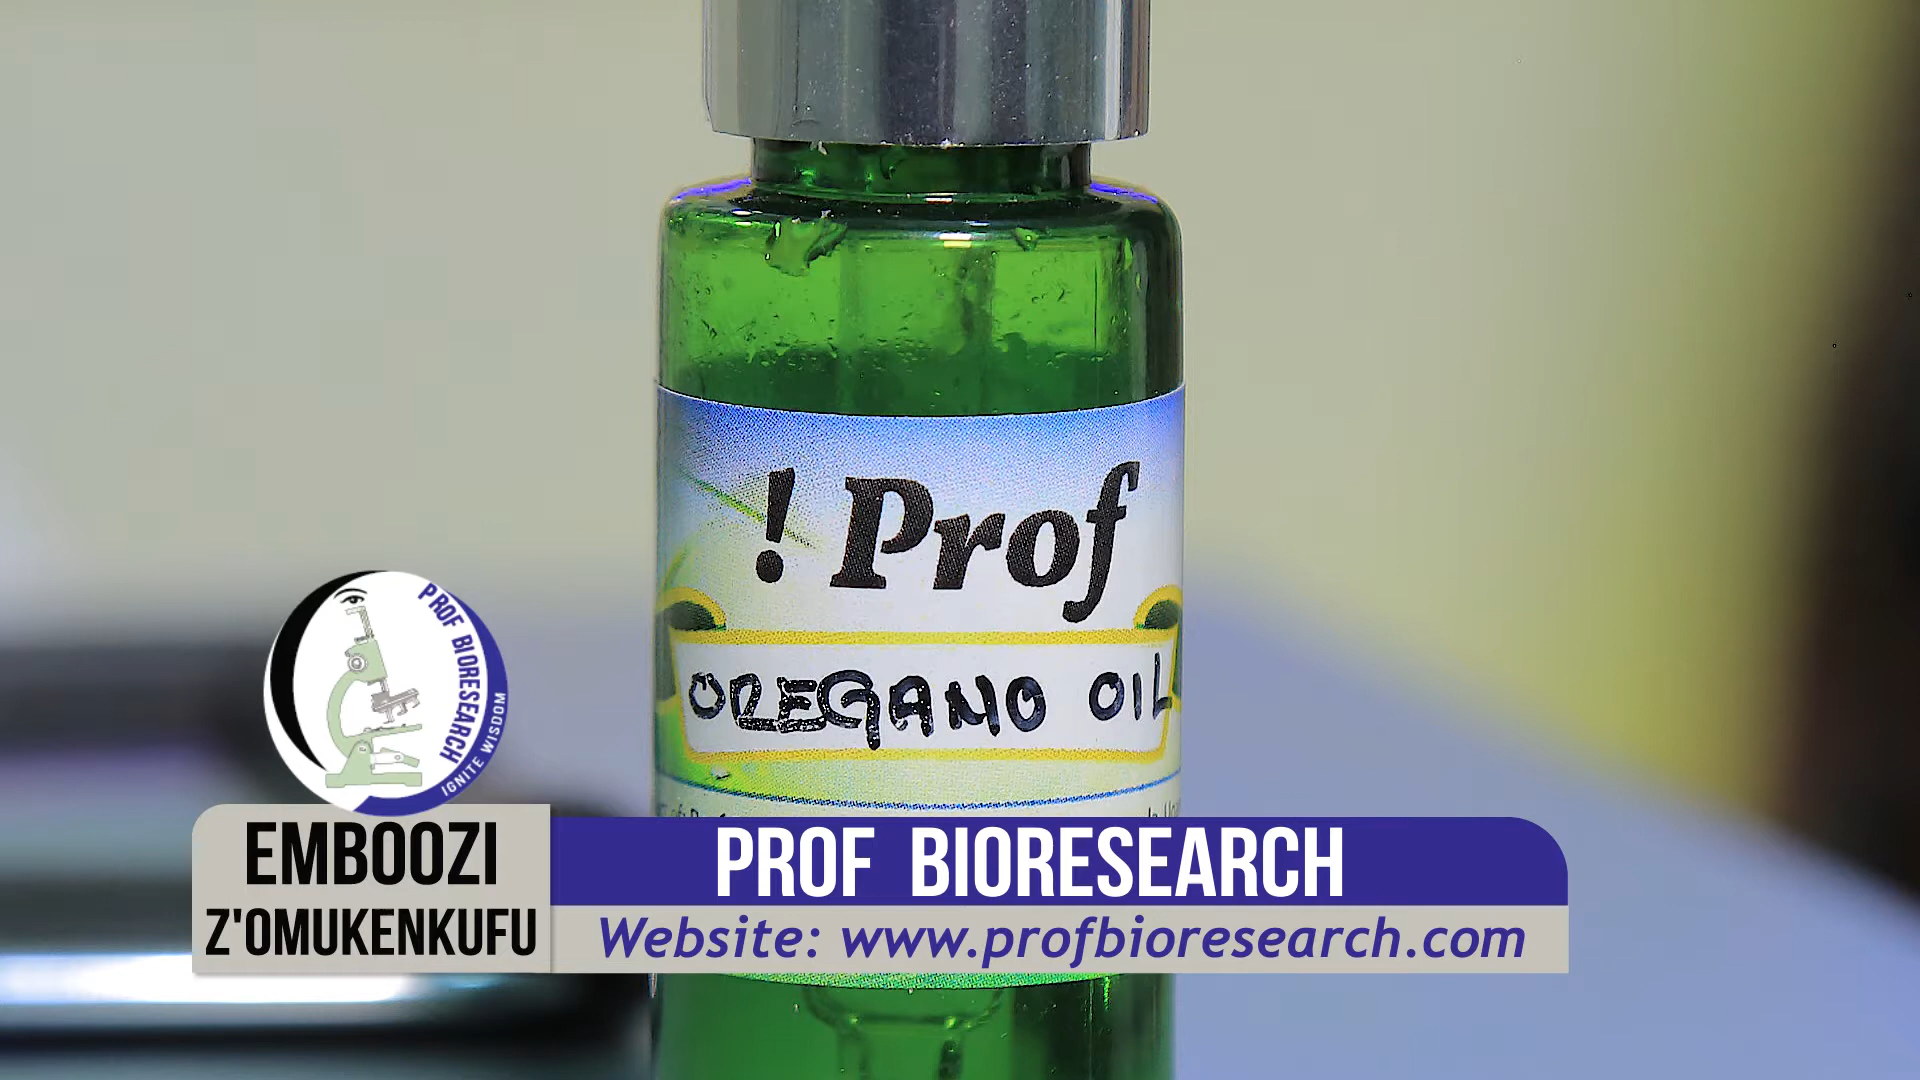 ! Prof
OREGANO OIL
PROF BIORESEARCH
IGNITE WISDOM
EMBOOZI
Z'OMUKENKUFU
PROF BIORESEARCH
Website: www.profbioresearch.com